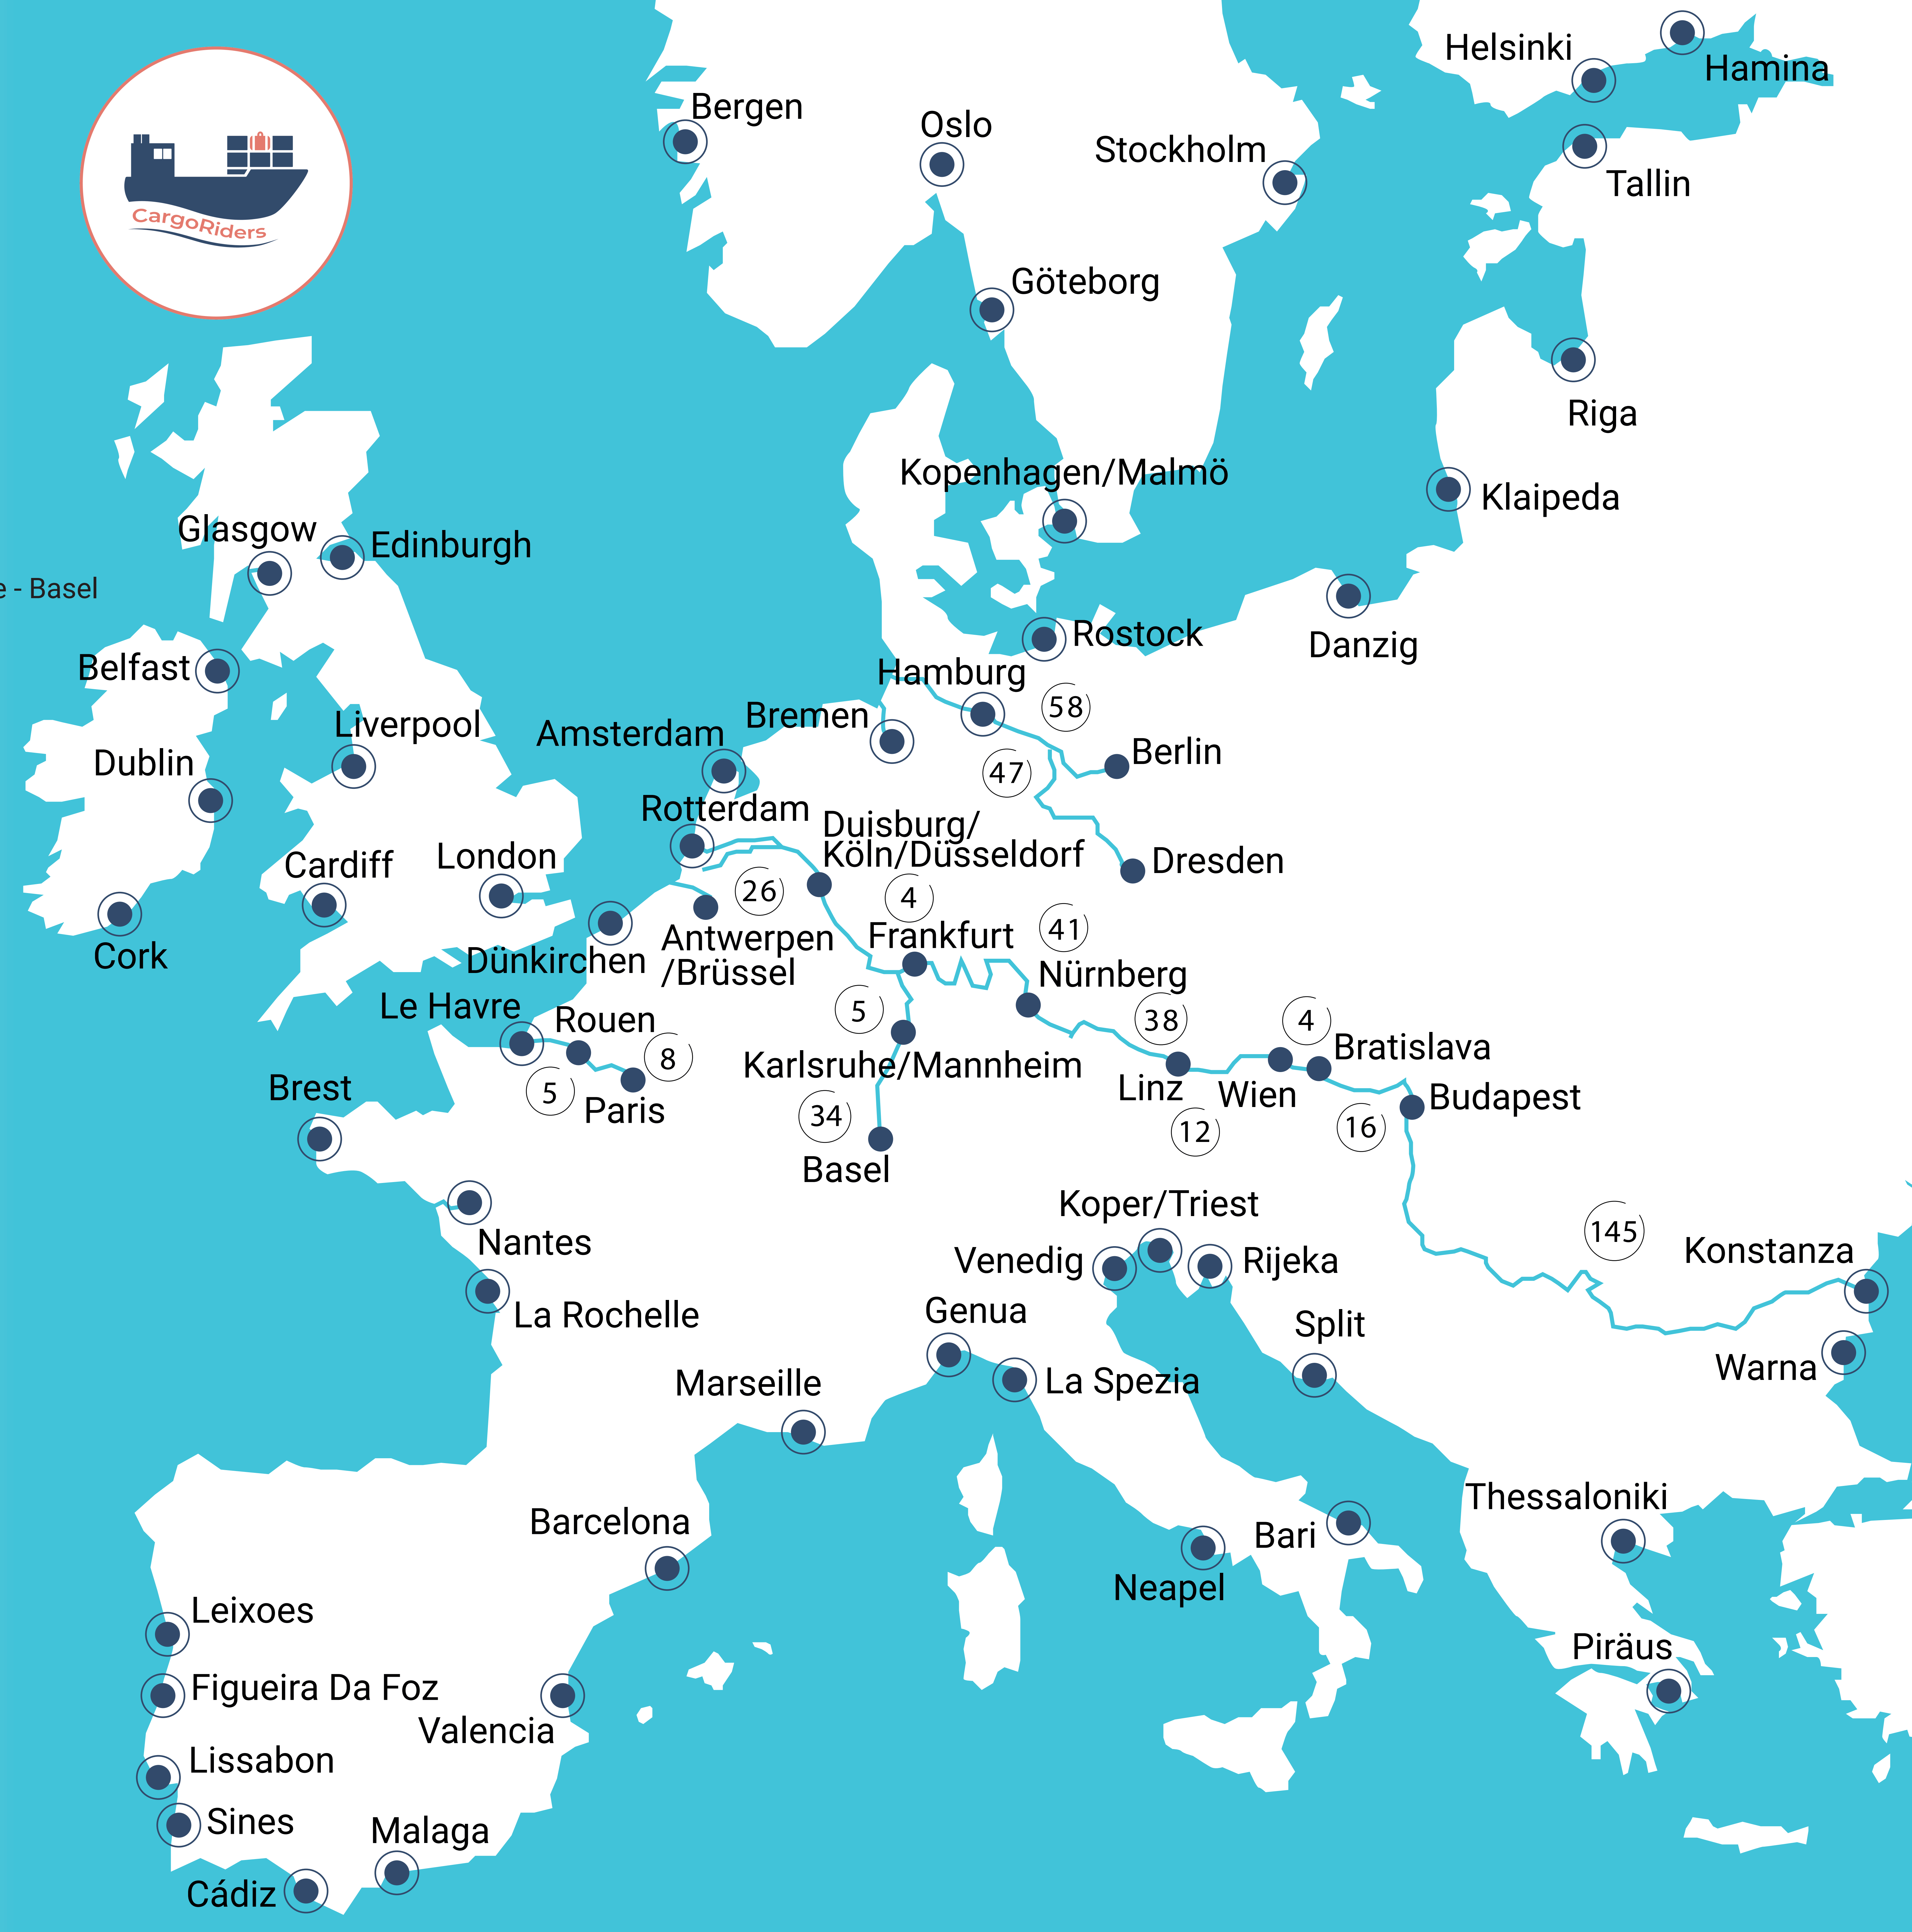 Helsinki
Hamina
Bergen
Oslo
Stockholm
Tallin
CargoRiders
Göteborg
Riga
Kopenhagen/Malmö
Klaipeda
Glasgow
Edinburgh
e - Basel
Rostock
Danzig
Belfast
Hamburg
58
Liverpool
Bremen
Amsterdam
Berlin
Dublin
47
Rotterdam
Duisburg/
Köln/Düsseldorf
Dresden
Cardiff
London
26
4
41
Cork
Dünkirchen
Antwerpen
/Brüssel
Frankfurt
Nürnberg
Le Havre
Rouen
8
5
5
38
4
Bratislava
Karlsruhe/Mannheim
Brest
Paris
34
Linz
Wien
Budapest
12
16
Basel
Nantes
Koper/Triest
145
Konstanza
Venedig
Rijeka
La Rochelle
Genua
Split
Warna
Marseille
La Spezia
Thessaloniki
Barcelona
Bari
Neapel
Leixoes
Piräus
Figueira Da Foz
Valencia
Lissabon
Sines
Malaga
Cádiz